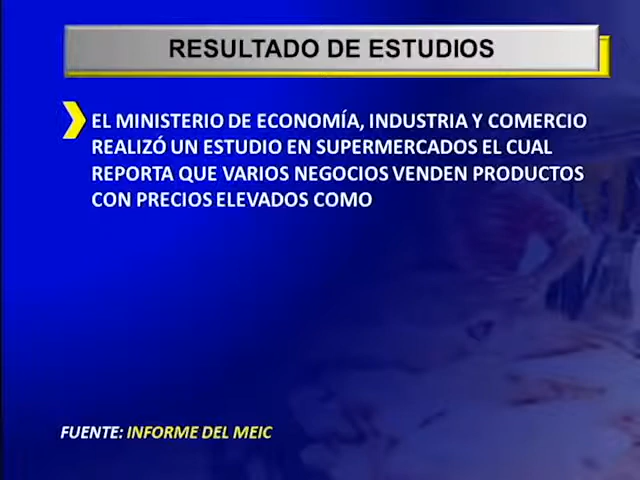 RESULTADO DE ESTUDIOS
EL MINISTERIO DE ECONOMÍA, INDUSTRIA Y COMERCIO
REALIZÓ UN ESTUDIO EN SUPERMERCADOS EL CUAL
REPORTA QUE VARIOS NEGOCIOS VENDEN PRODUCTOS
CON PRECIOS ELEVADOS COMO
FUENTE: INFORME DEL MEIC